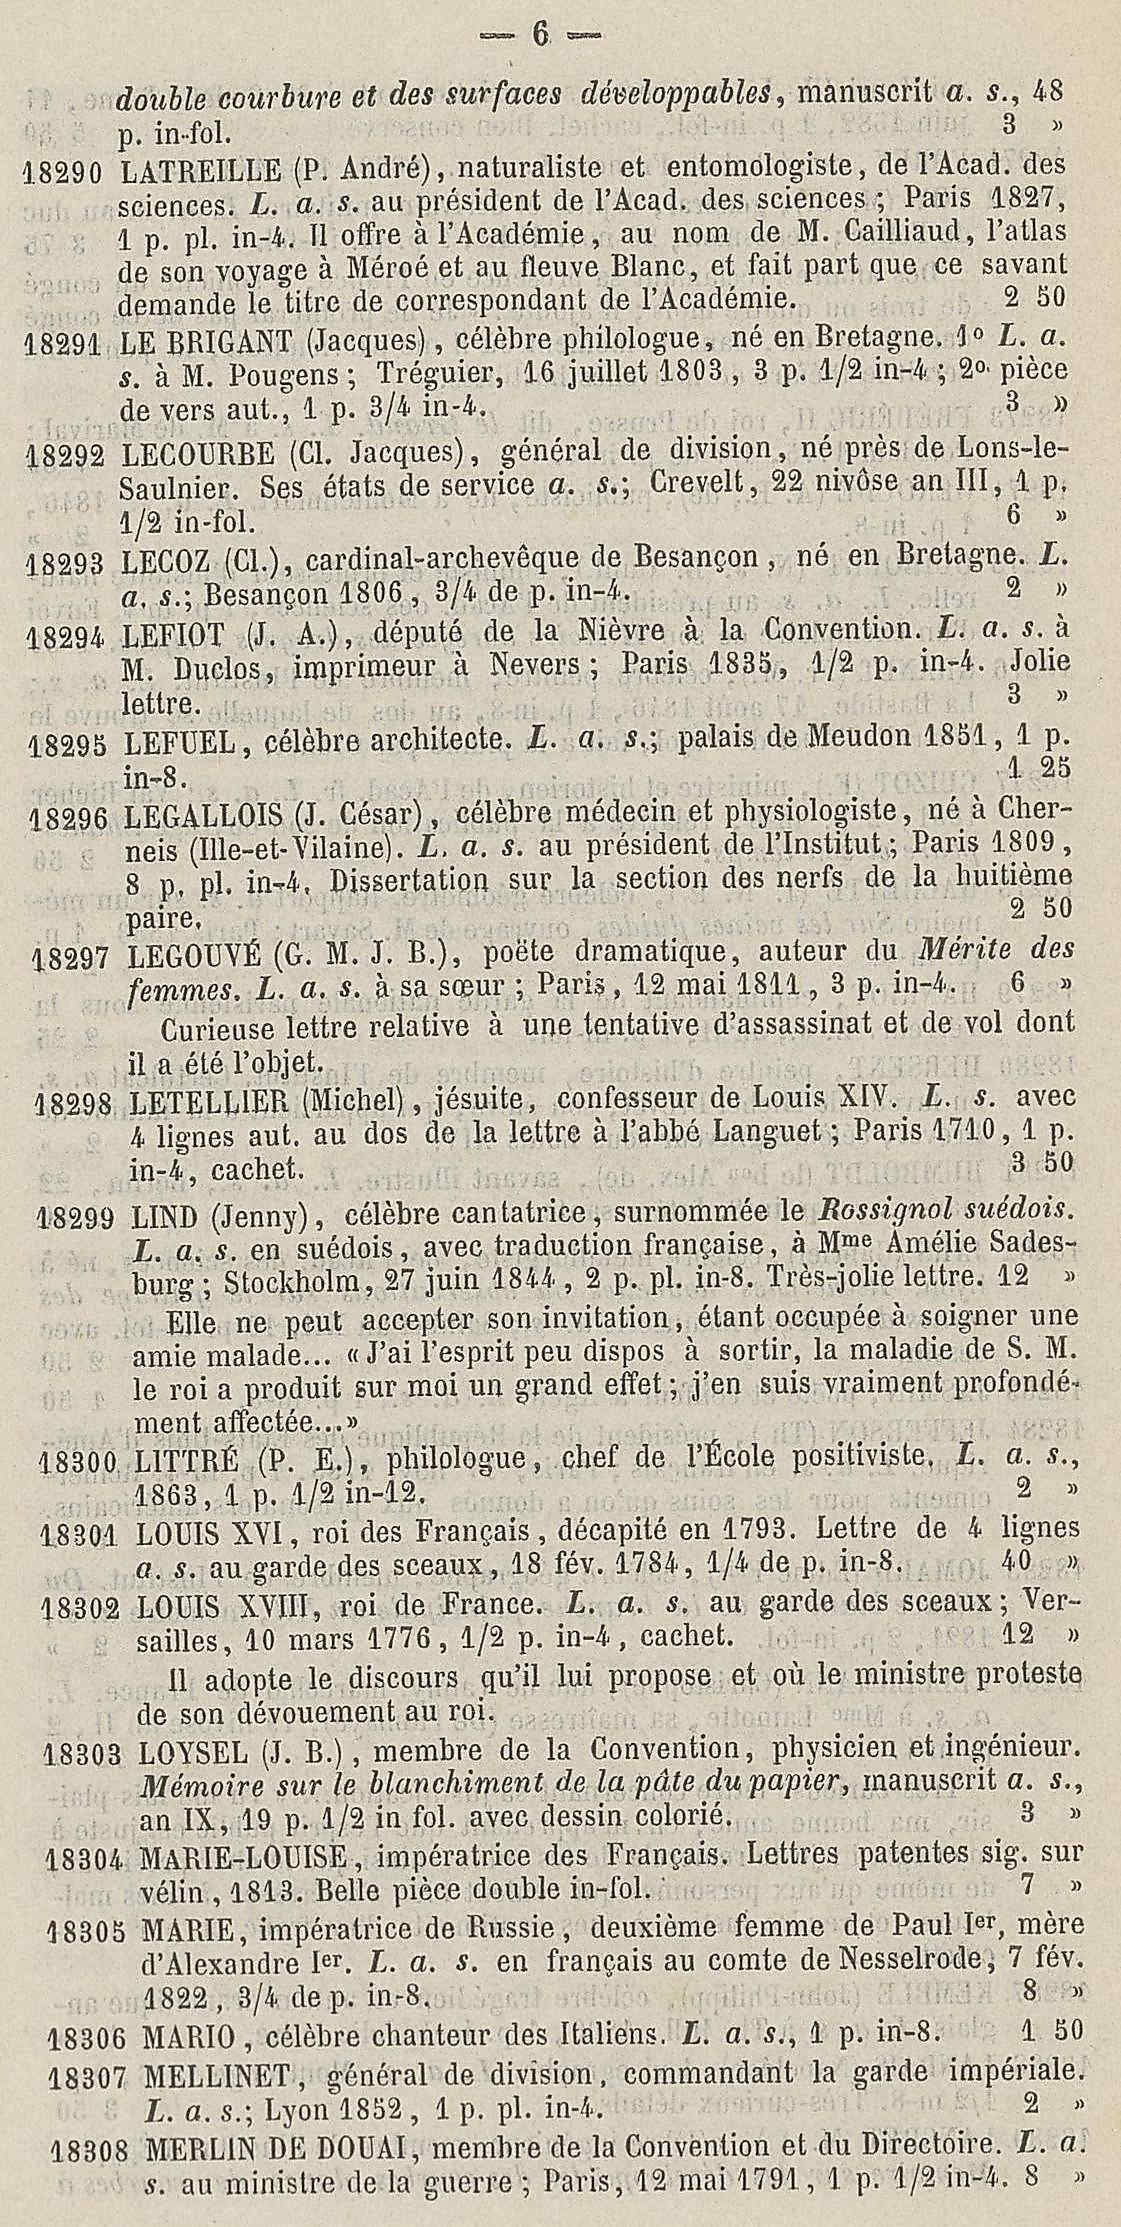 — 6 —
double courbure et des surfaces développables, manuscrit a. s., 48
p. in-fol. 3 »
18290 LATREILLE (P. André), naturaliste et entomologiste, de l'Acad. des
sciences. L. a. s. au président de l'Acad. des sciences; Paris 1827,
1 p. pl. in-4. Il offre à l'Académie, au nom de M. Cailliaud, l'atlas
de son voyage à Méroé et au fleuve Blanc, et fait part que ce savant
demande le titre de correspondant de l'Académie. 2 50
18291 LE BRIGANT (Jacques), célèbre philologue, né en Bretagne. 1º L. a.
s. à M. Pougens; Tréguier, 16 juillet 1803, 3 p. 1/2 in-4; 2º. pièce
de vers aut., 1 p. 3/4 in-4. 3 »
18292 LECOURBE (Cl. Jacques), général de division, né près de Lons-le-
Saulnier. Ses états de service a. s.; Crevelt, 22 nivôse an III, 1 p.
1/2 in-fol. 6 »
18293 LECOZ (Cl.), cardinal-archevêque de Besançon, né en Bretagne. L.
a. s.; Besançon 1806, 3/4 de p. in-4. 2 »
18294 LEFIOT (J. A.), député de la Nièvre à la Convention. L. a. s. à
M. Duclos, imprimeur à Nevers; Paris 1835, 1/2 p. in-4. Jolie
lettre. 3 »
18295 LEFUEL, célèbre architecte. L. a. s.; palais de Meudon 1851, 1 p.
in-8. 1 25
18296 LEGALLOIS (J. César), célèbre médecin et physiologiste, né à Cher-
neis (Ille-et-Vilaine). L. a. s. au président de l'Institut; Paris 1809,
8 p. pl. in-4. Dissertation sur la section des nerfs de la huitième
paire. 2 50
18297 LEGOUVÉ (G. M. J. B.), poëte dramatique, auteur du Mérite des
femmes. L. a. s. à sa sœur; Paris, 12 mai 1811, 3 p. in-4. 6 »
Curieuse lettre relative à une tentative d'assassinat et de vol dont
il a été l'objet.
18298 LETELLIER (Michel), jésuite, confesseur de Louis XIV. L. s. avec
4 lignes aut. au dos de la lettre à l'abbé Languet; Paris 1710, 1 p.
in-4, cachet. 3 50
18299 LIND (Jenny), célèbre cantatrice, surnommée le Rossignol suédois.
L. a. s. en suédois, avec traduction française, à Mme Amélie Sades-
burg; Stockholm, 27 juin 1844, 2 p. pl. in-8. Très-jolie lettre. 12 »
Elle ne peut accepter son invitation, étant occupée à soigner une
amie malade... «J'ai l'esprit peu dispos à sortir, la maladie de S. M.
le roi a produit sur moi un grand effet; j'en suis vraiment profondé-
ment affectée...»
18300 LITTRÉ (P. E.), philologue, chef de l'École positiviste. L. a. s.,
1863, 1 p. 1/2 in-12. 2 »
18301 LOUIS XVI, roi des Français, décapité en 1793. Lettre de 4 lignes
a. s. au garde des sceaux, 18 fév. 1784, 1/4 de p. in-8. 40 »
18302 LOUIS XVIII, roi de France. L. a. s. au garde des sceaux; Ver-
sailles, 10 mars 1776, 1/2 p. in-4, cachet. 12 »
Il adopte le discours qu'il lui propose et où le ministre proteste
de son dévouement au roi.
18303 LOYSEL (J. B.), membre de la Convention, physicien et ingénieur.
Mémoire sur le blanchiment de la pâte du papier, manuscrit a. s.,
an IX, 19 p. 1/2 in fol. avec dessin colorié. 3 »
18304 MARIE-LOUISE, impératrice des Français. Lettres patentes sig. sur
vélin, 1813. Belle pièce double in-fol. 7 »
18305 MARIE, impératrice de Russie, deuxième femme de Paul Ier, mère
d'Alexandre Ier. L. a. s. en français au comte de Nesselrode, 7 fév.
1822, 3/4 de p. in-8. 8 »
18306 MARIO, célèbre chanteur des Italiens. L. a. s., 1 p. in-8. 1 50
18307 MELLINET, général de division, commandant la garde impériale.
L. a. s.; Lyon 1852, 1 p. pl. in-4. 2 »
18308 MERLIN DE DOUAI, membre de la Convention et du Directoire. L. a.
s. au ministre de la guerre; Paris, 12 mai 1791, 1 p. 1/2 in-4. 8 »